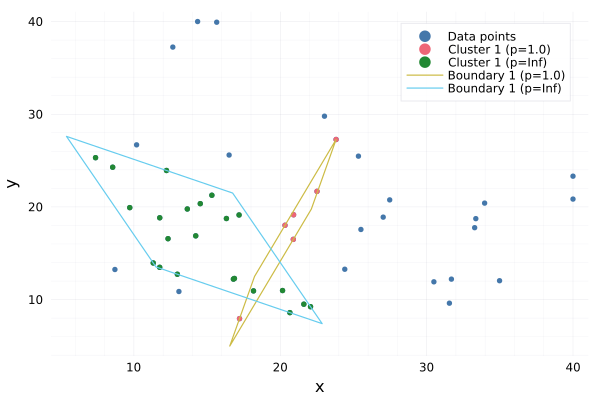 40
30
20
10
y
10
20
30
40
x
Data points
Cluster 1 (p=1.0)
Cluster 1 (p=Inf)
Boundary 1 (p=1.0)
Boundary 1 (p=Inf)